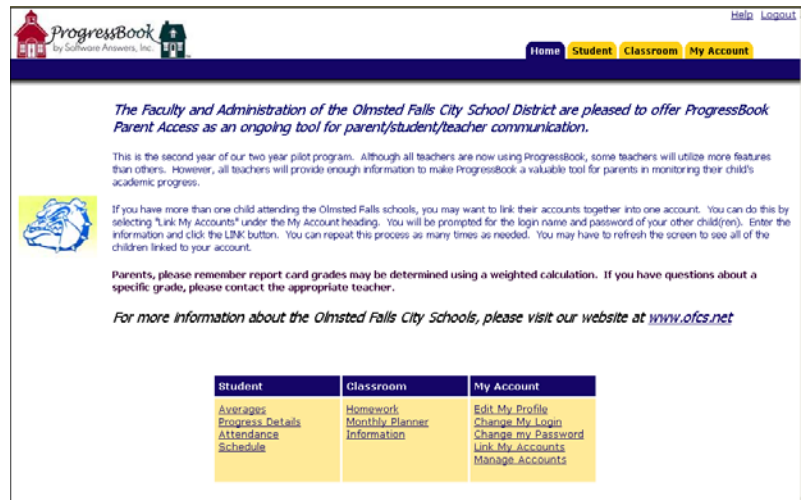 Help Logout
ProgressBook
by Software Answers, Inc.
Home Student Classroom My Account
The Faculty and Administration of the Olmsted Falls City School District are pleased to offer ProgressBook
Parent Access as an ongoing tool for parent/student/teacher communication.
This is the second year of our two year pilot program. Although all teachers are now using ProgressBook, some teachers will utilize more features
than others. However, all teachers will provide enough information to make ProgressBook a valuable tool for parents in monitoring their child's
academic progress.
If you have more than one child attending the Olmsted Falls schools, you may want to link their accounts together into one account. You can do this by
selecting "Link My Accounts" under the My Account heading. You will be prompted for the login name and password of your other child(ren). Enter the
information and click the LINK button. You can repeat this process as many times as needed. You may have to refresh the screen to see all of the
children linked to your account.
Parents, please remember report card grades may be determined using a weighted calculation. If you have questions about a
specific grade, please contact the appropriate teacher.
For more information about the Olmsted Falls City Schools, please visit our website at www.ofcs.net
Student Classroom My Account
Averages Homework Edit My Profile
Progress Details Monthly Planner Change My Login
Attendance Information Change my Password
Schedule Link My Accounts
Manage Accounts